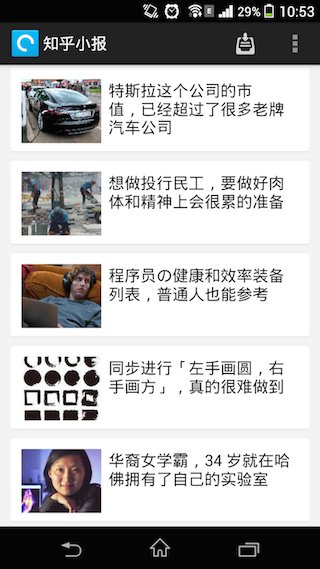 E 29% 10:53
知乎小报
特斯拉这个公司的市
值，已经超过了很多老牌
汽车公司
想做投行民工，要做好肉
体和精神上会很累的准备
程序员の健康和效率装备
列表，普通人也能参考
同步进行「左手画圆，右
手画方」，真的很难做到
华裔女学霸，34 岁就在哈
佛拥有了自己的实验室